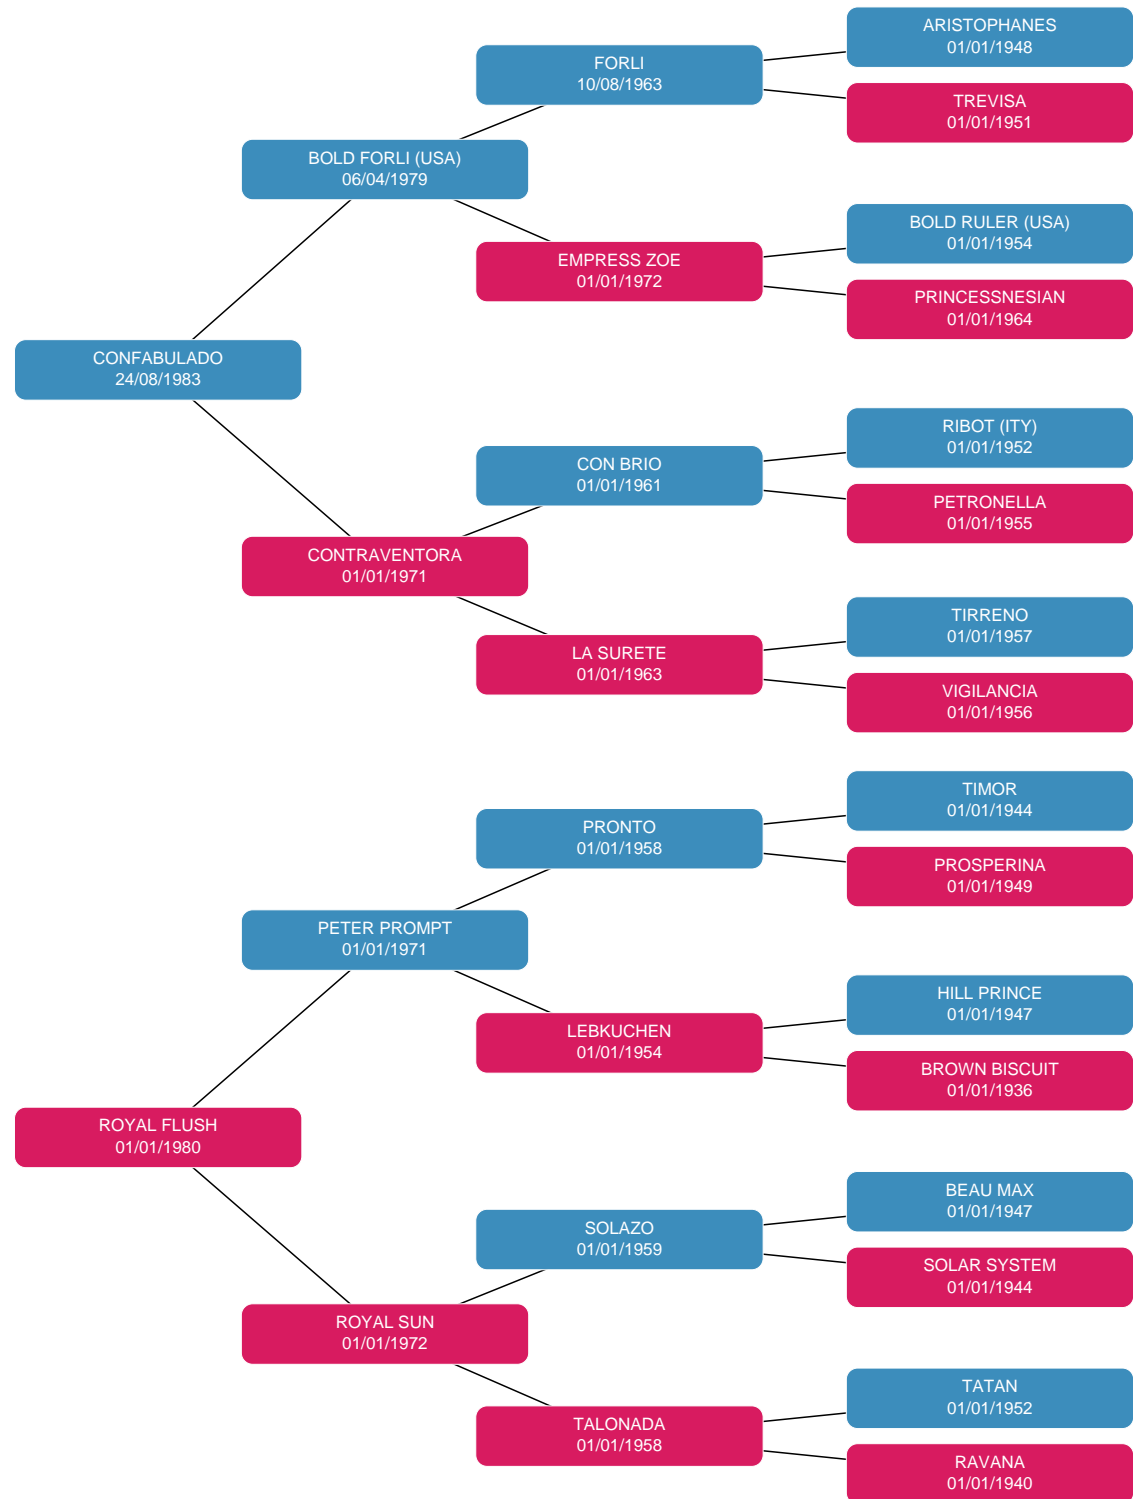 ARISTOPHANES
01/01/1948
FORLI
10/08/1963
TREVISA
01/01/1951
BOLD FORLI (USA)
06/04/1979
BOLD RULER (USA)
01/01/1954
EMPRESS ZOE
01/01/1972
PRINCESSNESIAN
01/01/1964
CONFABULADO
24/08/1983
RIBOT (ITY)
01/01/1952
CON BRIO
01/01/1961
PETRONELLA
01/01/1955
CONTRAVENTORA
01/01/1971
TIRRENO
01/01/1957
LA SURETE
01/01/1963
VIGILANCIA
01/01/1956
TIMOR
01/01/1944
PRONTO
01/01/1958
PROSPERINA
01/01/1949
PETER PROMPT
01/01/1971
HILL PRINCE
01/01/1947
LEBKUCHEN
01/01/1954
BROWN BISCUIT
01/01/1936
ROYAL FLUSH
01/01/1980
BEAU MAX
01/01/1947
SOLAZO
01/01/1959
SOLAR SYSTEM
01/01/1944
ROYAL SUN
01/01/1972
TATAN
01/01/1952
TALONADA
01/01/1958
RAVANA
01/01/1940